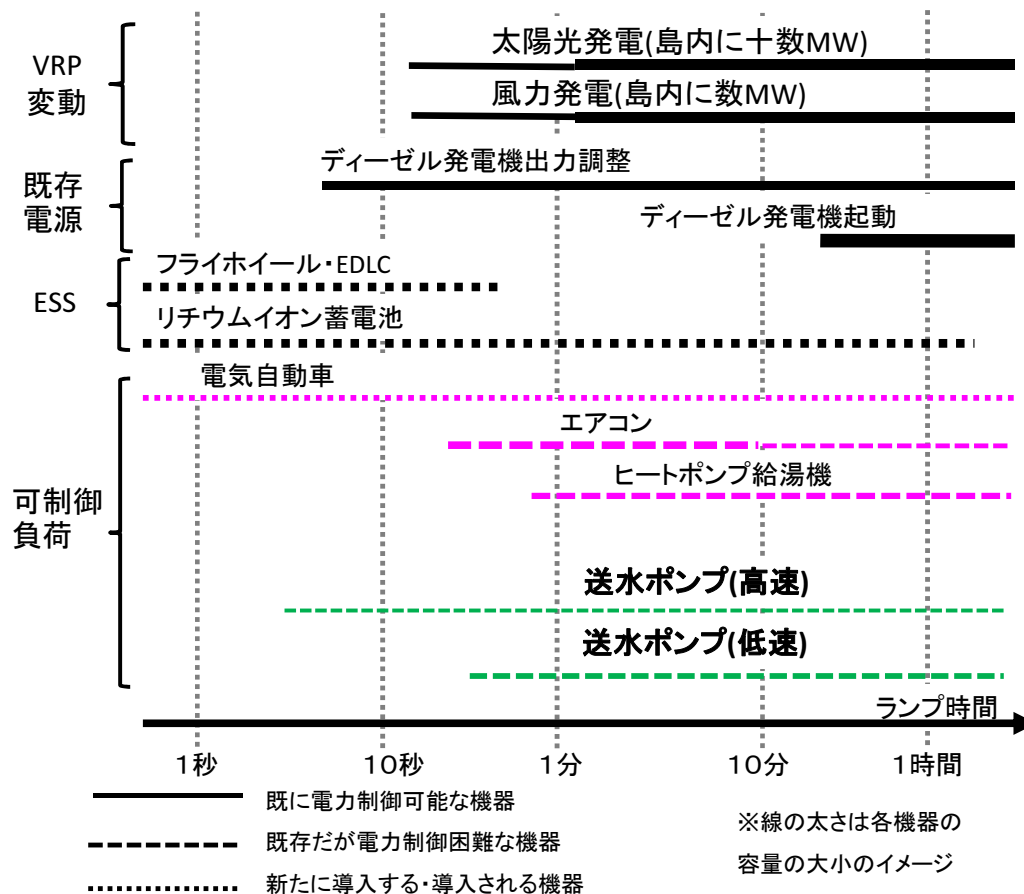 VRP
変動
太陽光発電(島内に十数MW)
風力発電(島内に数MW)
既存
電源
ディーゼル発電機出力調整
ディーゼル発電機起動
ESS
フライホイール・EDLC
リチウムイオン蓄電池
可制御
負荷
電気自動車
エアコン
ヒートポンプ給湯機
送水ポンプ(高速)
送水ポンプ(低速)
ランプ時間
1秒
10秒
1分
10分
1時間
既に電力制御可能な機器
既存だが電力制御困難な機器
新たに導入する・導入される機器
※線の太さは各機器の
容量の大小のイメージ